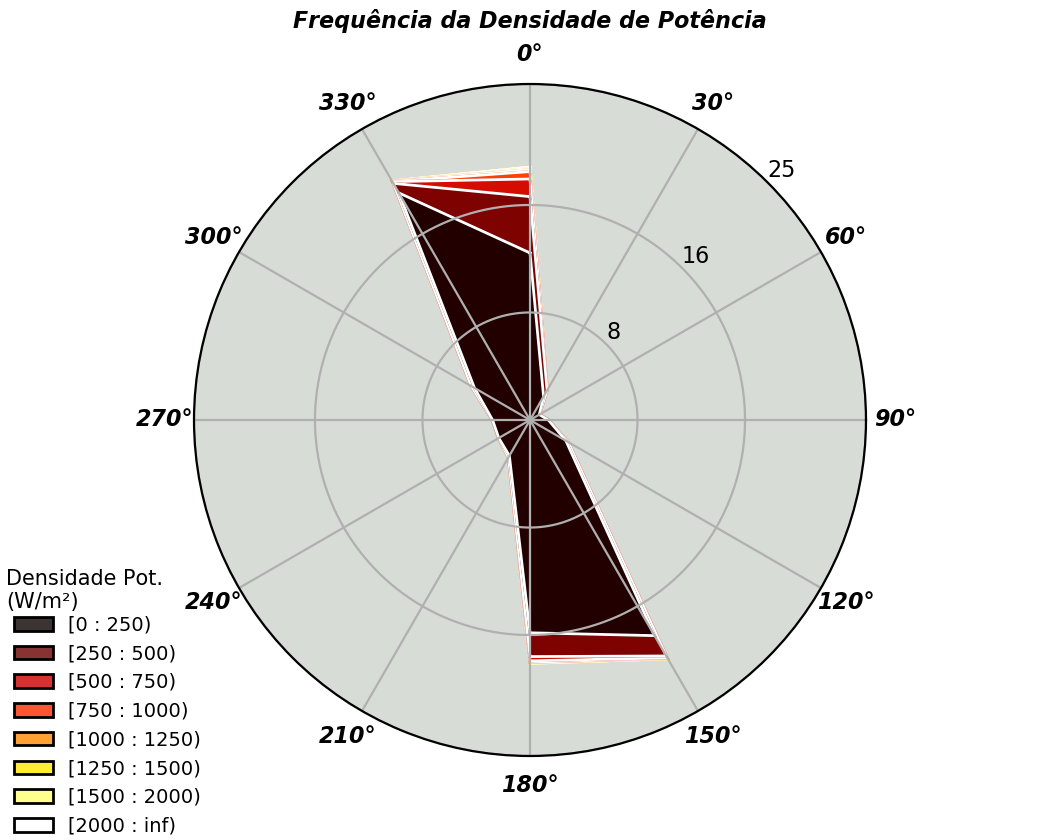 Frequência da Densidade de Potência
0°
330°
30°
25
300°
60°
16
8
270°
90°
240°
120°
210°
150°
180°
Densidade Pot.
(W/m²)
[0 : 250)
[250 : 500)
[500 : 750)
[750 : 1000)
[1000 : 1250)
[1250 : 1500)
[1500 : 2000)
[2000 : inf)